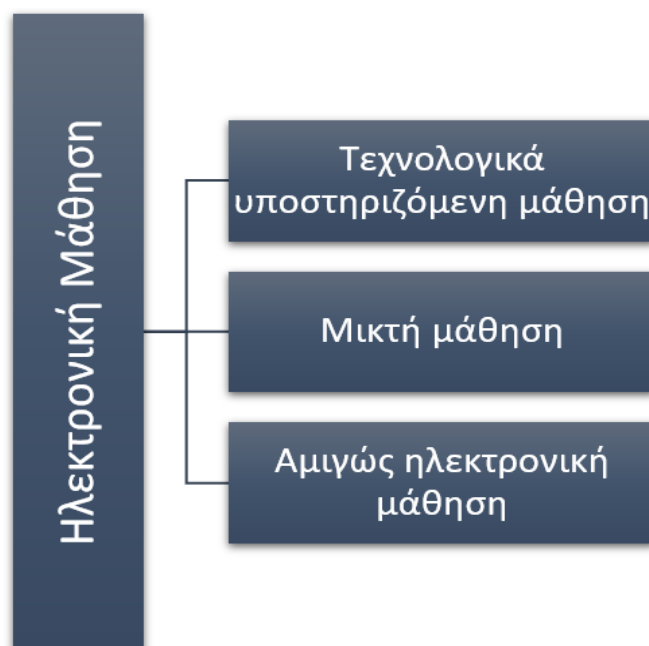 Ηλεκτρονική Μάθηση
Τεχνολογικά
υποστηριζόμενη μάθηση
Μικτή μάθηση
Αμιγώς ηλεκτρονική
μάθηση